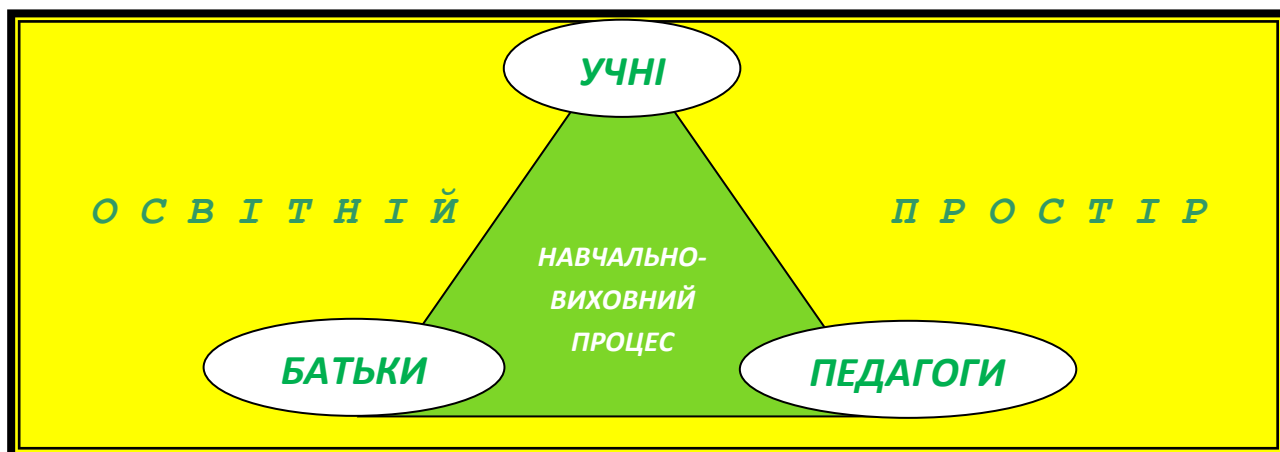 УЧНІ
О С В І Т Н І Й П Р О С Т І Р
НАВЧАЛЬНО-
ВИХОВНИЙ
ПРОЦЕС
БАТЬКИ
ПЕДАГОГИ